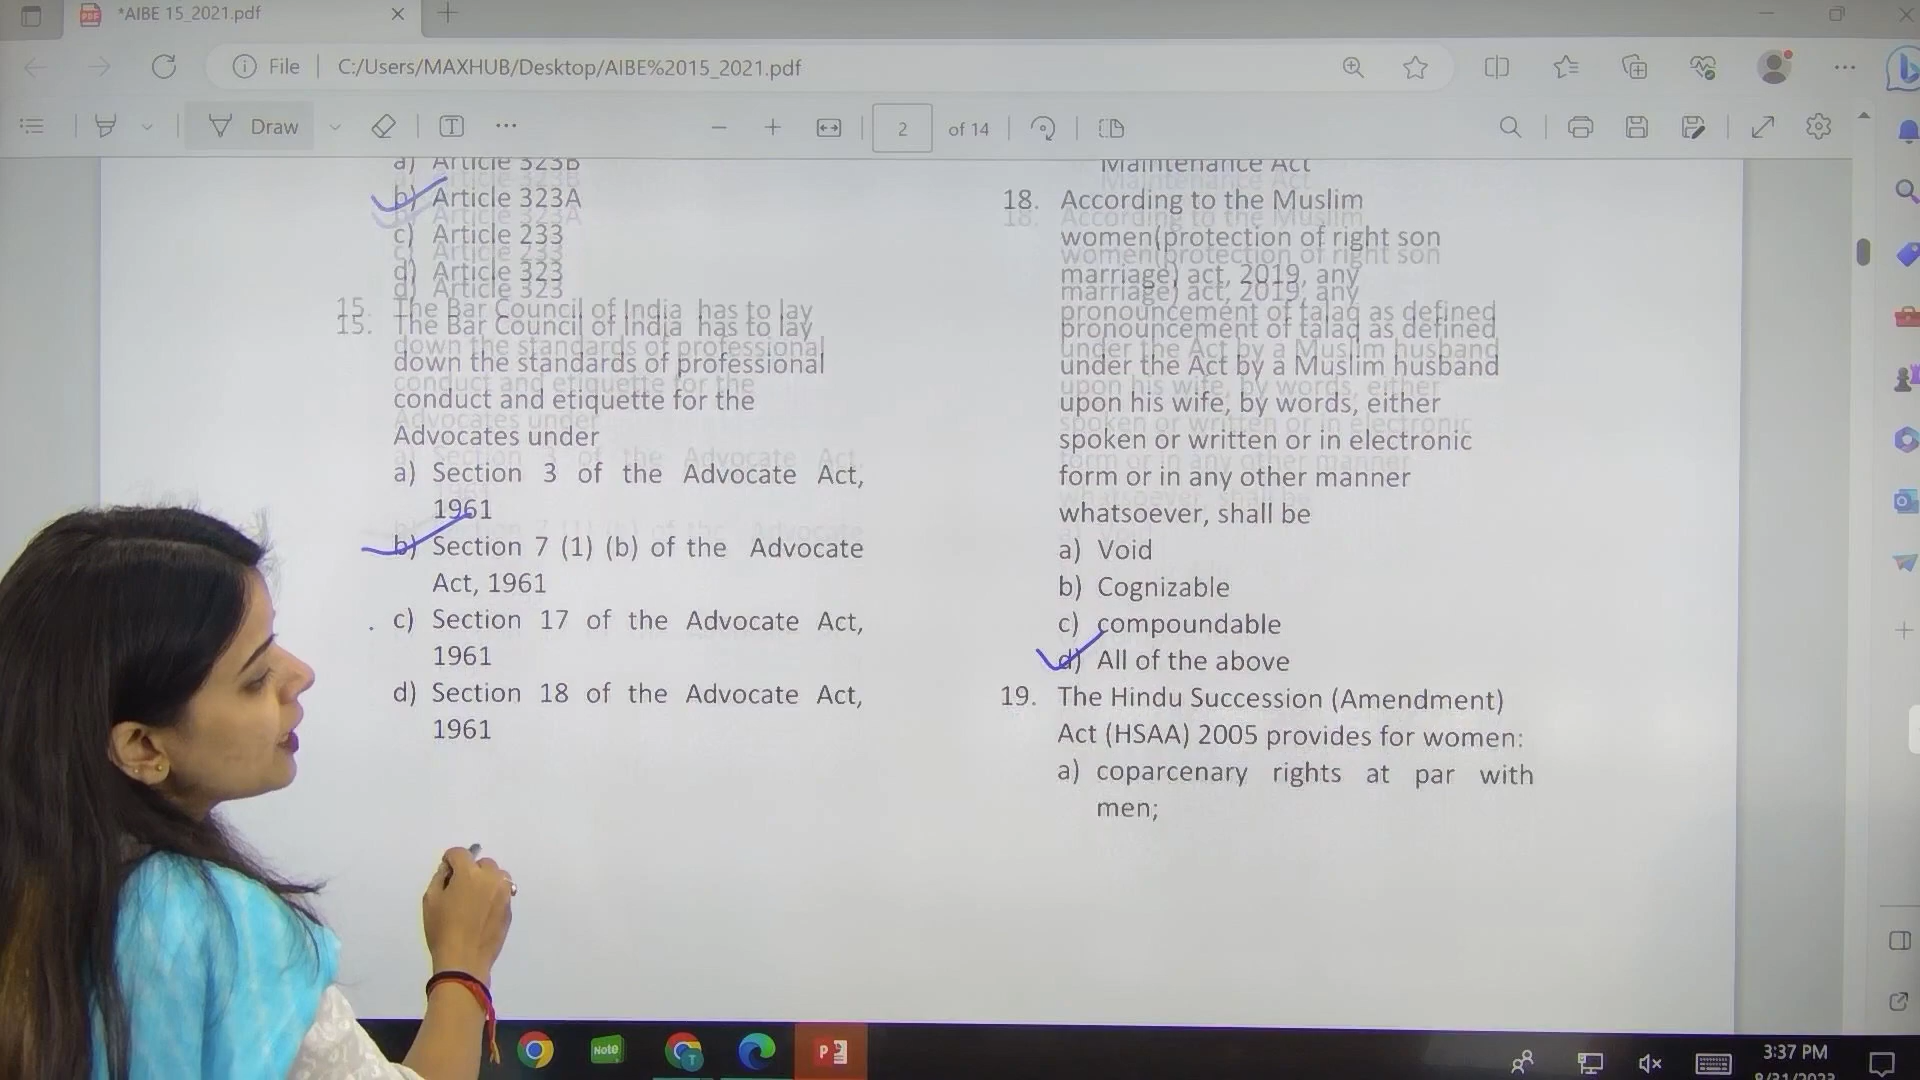 *AIBE 15_2021.pdf
File
C:/Users/MAXHUB/Desktop/AIBE%2015_2021.pdf
Draw
2
of 14
a) Article 323B
b) Article 323A
c) Article 233
d) Article 323
15. The Bar Council of India has to lay
down the standards of professional
conduct and etiquette for the
Advocates under
a) Section 3 of the Advocate Act,
1961
b) Section 7 (1) (b) of the Advocate
Act, 1961
c) Section 17 of the Advocate Act,
1961
d) Section 18 of the Advocate Act,
1961
Maintenance Act
18. According to the Muslim
women(protection of right son
marriage) act, 2019, any
pronouncement of talaq as defined
under the Act by a Muslim husband
upon his wife, by words, either
spoken or written or in electronic
form or in any other manner
whatsoever, shall be
a) Void
b) Cognizable
c) compoundable
d) All of the above
19. The Hindu Succession (Amendment)
Act (HSAA) 2005 provides for women:
a) coparcenary rights at par with
men;
Note
3:37 PM